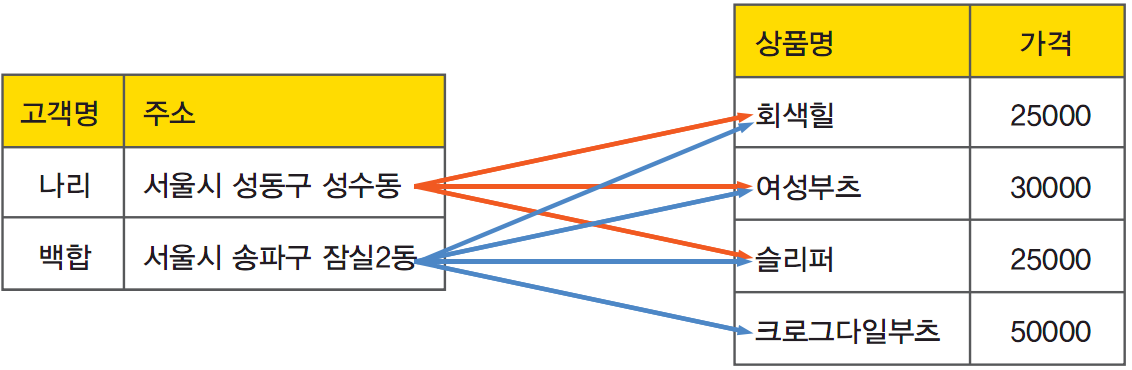 고객명 주소
나리 서울시 성동구 성수동
백합 서울시 송파구 잠실2동
상품명 가격
회색힐 25000
여성부츠 30000
슬리퍼 25000
크로그다일부츠 50000